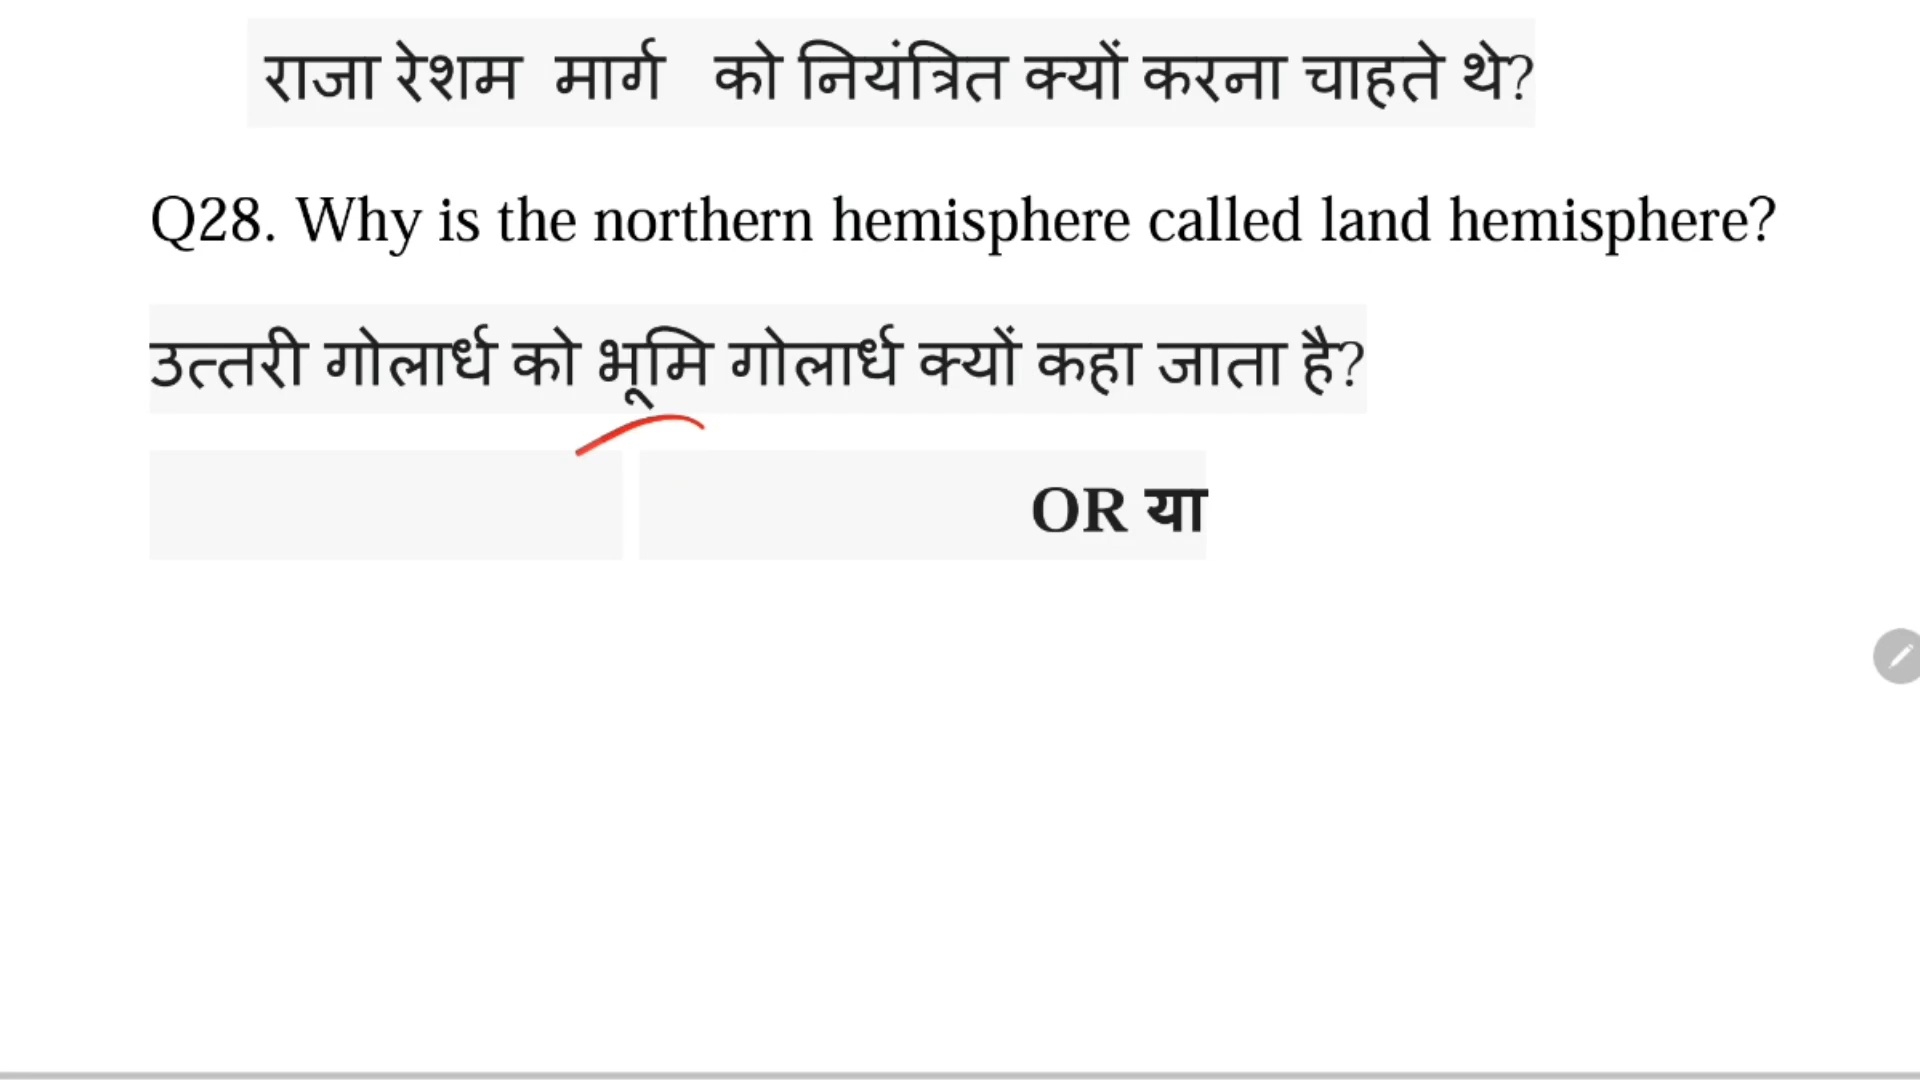 राजा रेशम मार्ग को नियंत्रित क्यों करना चाहते थे?
Q28. Why is the northern hemisphere called land hemisphere?
उत्तरी गोलार्ध को भूमि गोलार्ध क्यों कहा जाता है?
OR या